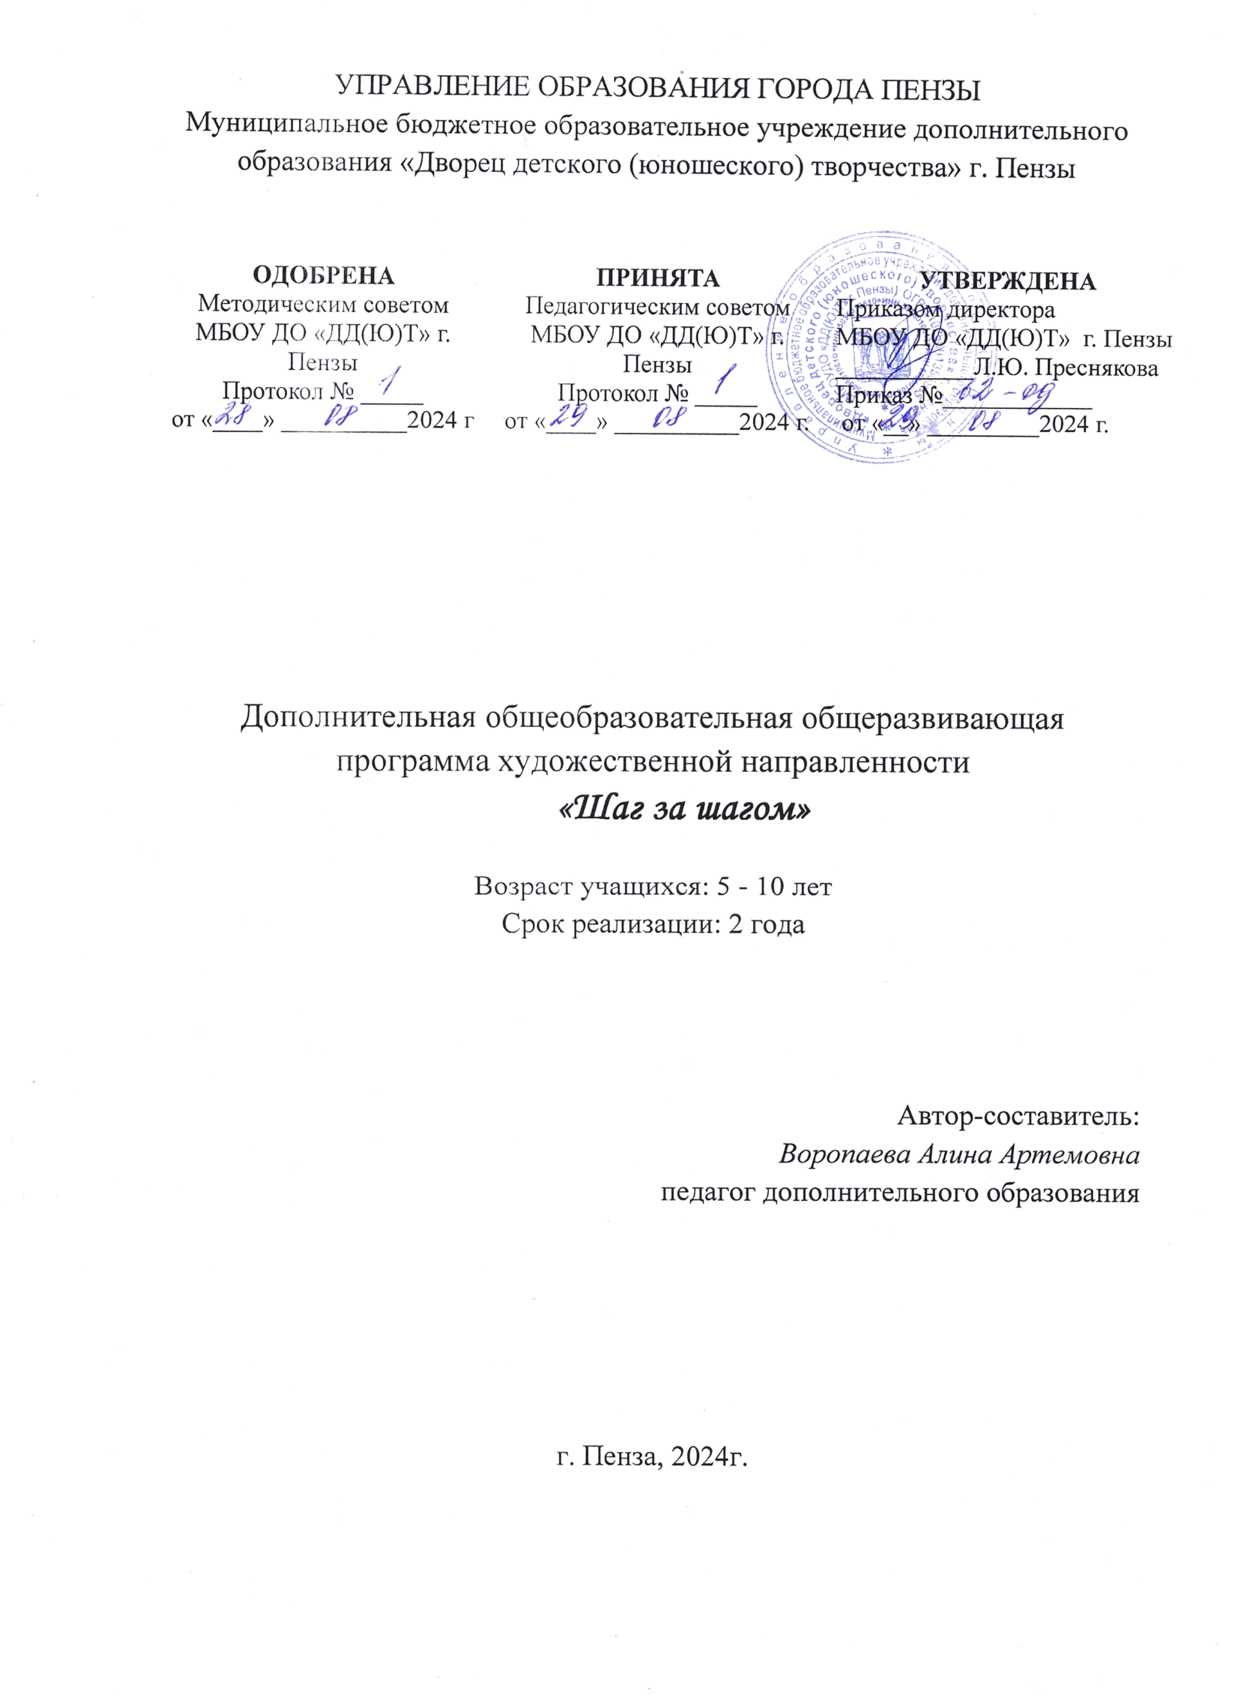 УПРАВЛЕНИЕ ОБРАЗОВАНИЯ ГОРОДА ПЕНЗЫ
Муниципальное бюджетное образовательное учреждение дополнительного
образования «Дворец детского (юношеского) творчества» г. Пензы
ОДОБРЕНА
Методическим советом
МБОУ ДО «ДД(Ю)Т» г.
Пензы
Протокол № 1
от «28» 08 2024 г
ПРИНЯТА
Педагогическим советом
МБОУ ДО «ДД(Ю)Т» г.
Пензы
Протокол № 1
от «29» 08 2024 г.
УТВЕРЖДЕНА
Приказом директора
МБОУ ДО «ДД(Ю)Т» г. Пензы
Л.Ю. Преснякова
Приказ № 62-09
от «29» 08 2024 г.
Дополнительная общеобразовательная общеразвивающая
программа художественной направленности
«Шаг за шагом»
Возраст учащихся: 5 - 10 лет
Срок реализации: 2 года
Автор-составитель:
Воропаева Алина Артемовна
педагог дополнительного образования
г. Пенза, 2024г.